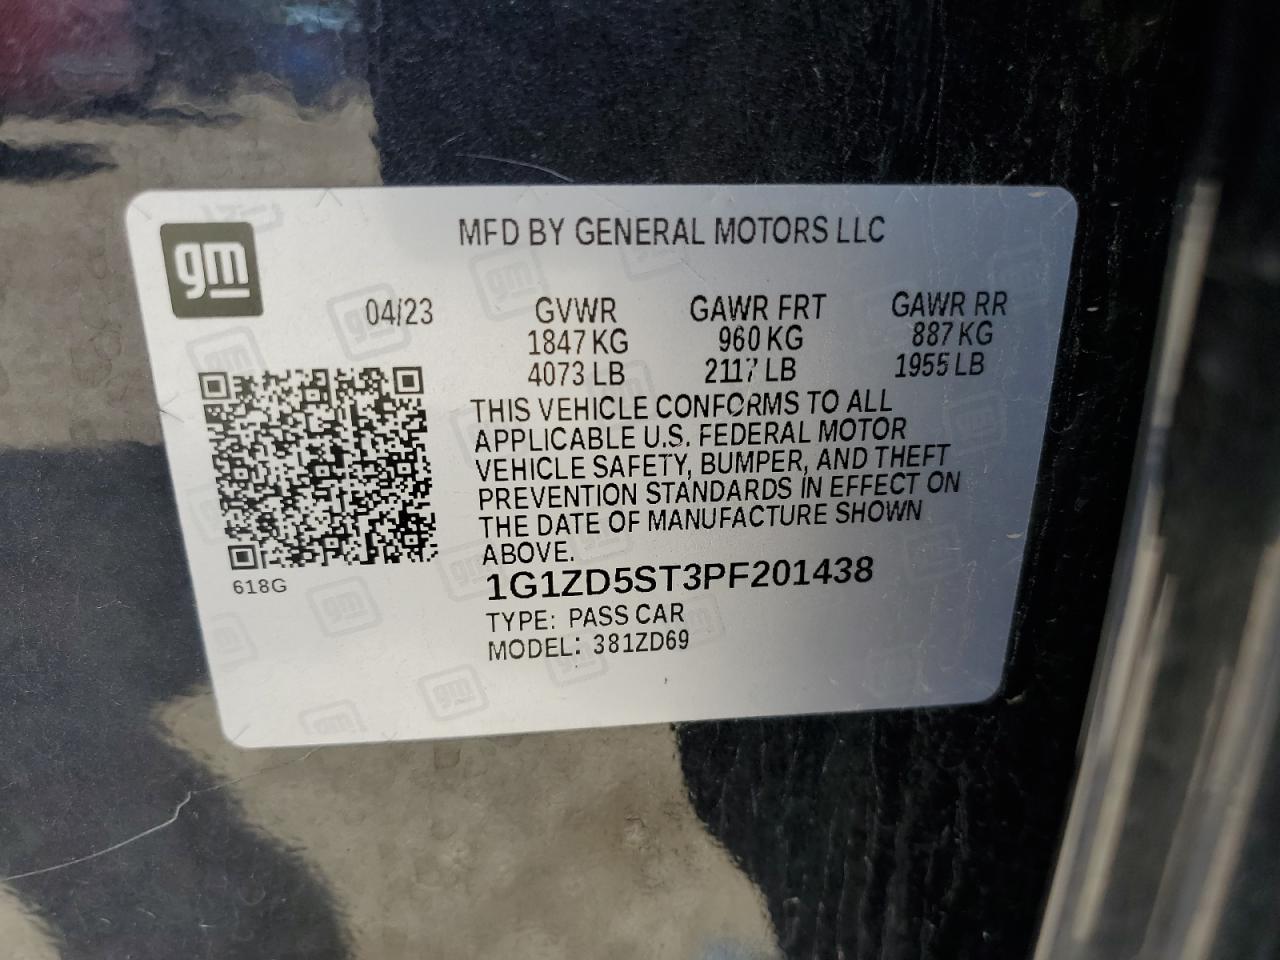 gm
MFD BY GENERAL MOTORS LLC
04/23 GVWR GAWR FRT GAWR RR
1847 KG 960 KG 887 KG
4073 LB 2117 LB 1955 LB
THIS VEHICLE CONFORMS TO ALL
APPLICABLE U.S. FEDERAL MOTOR
VEHICLE SAFETY, BUMPER, AND THEFT
PREVENTION STANDARDS IN EFFECT ON
THE DATE OF MANUFACTURE SHOWN
ABOVE.
618G
1G1ZD5ST3PF201438
TYPE: PASS CAR
MODEL: 381ZD69